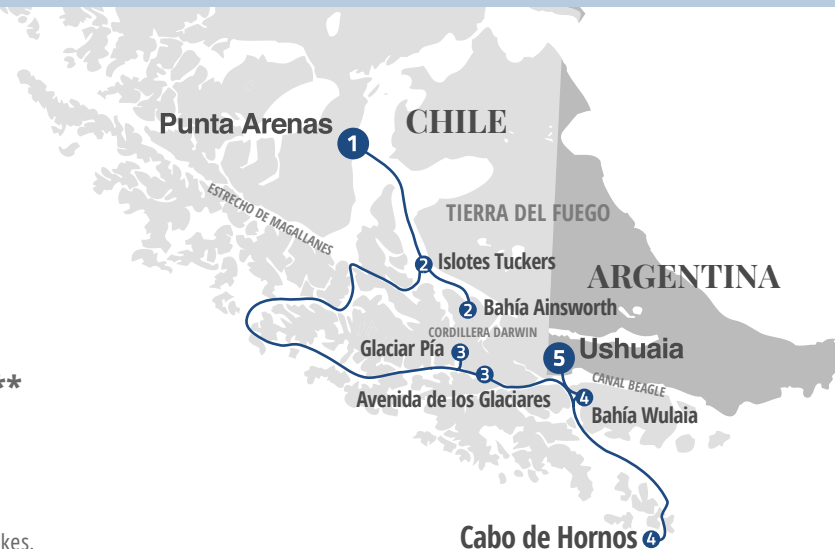 Punta Arenas
1
CHILE
ESTRECHO DE MAGALLANES
TIERRA DEL FUEGO
2 Islotes Tuckers
ARGENTINA
2 Bahía Ainsworth
CORDILLERA DARWIN
Glaciar Pía 3
5 Ushuaia
3
CANAL BEAGLE
**
Avenida de los Glaciares
4
Bahía Wulaia
kes.
Cabo de Hornos 4